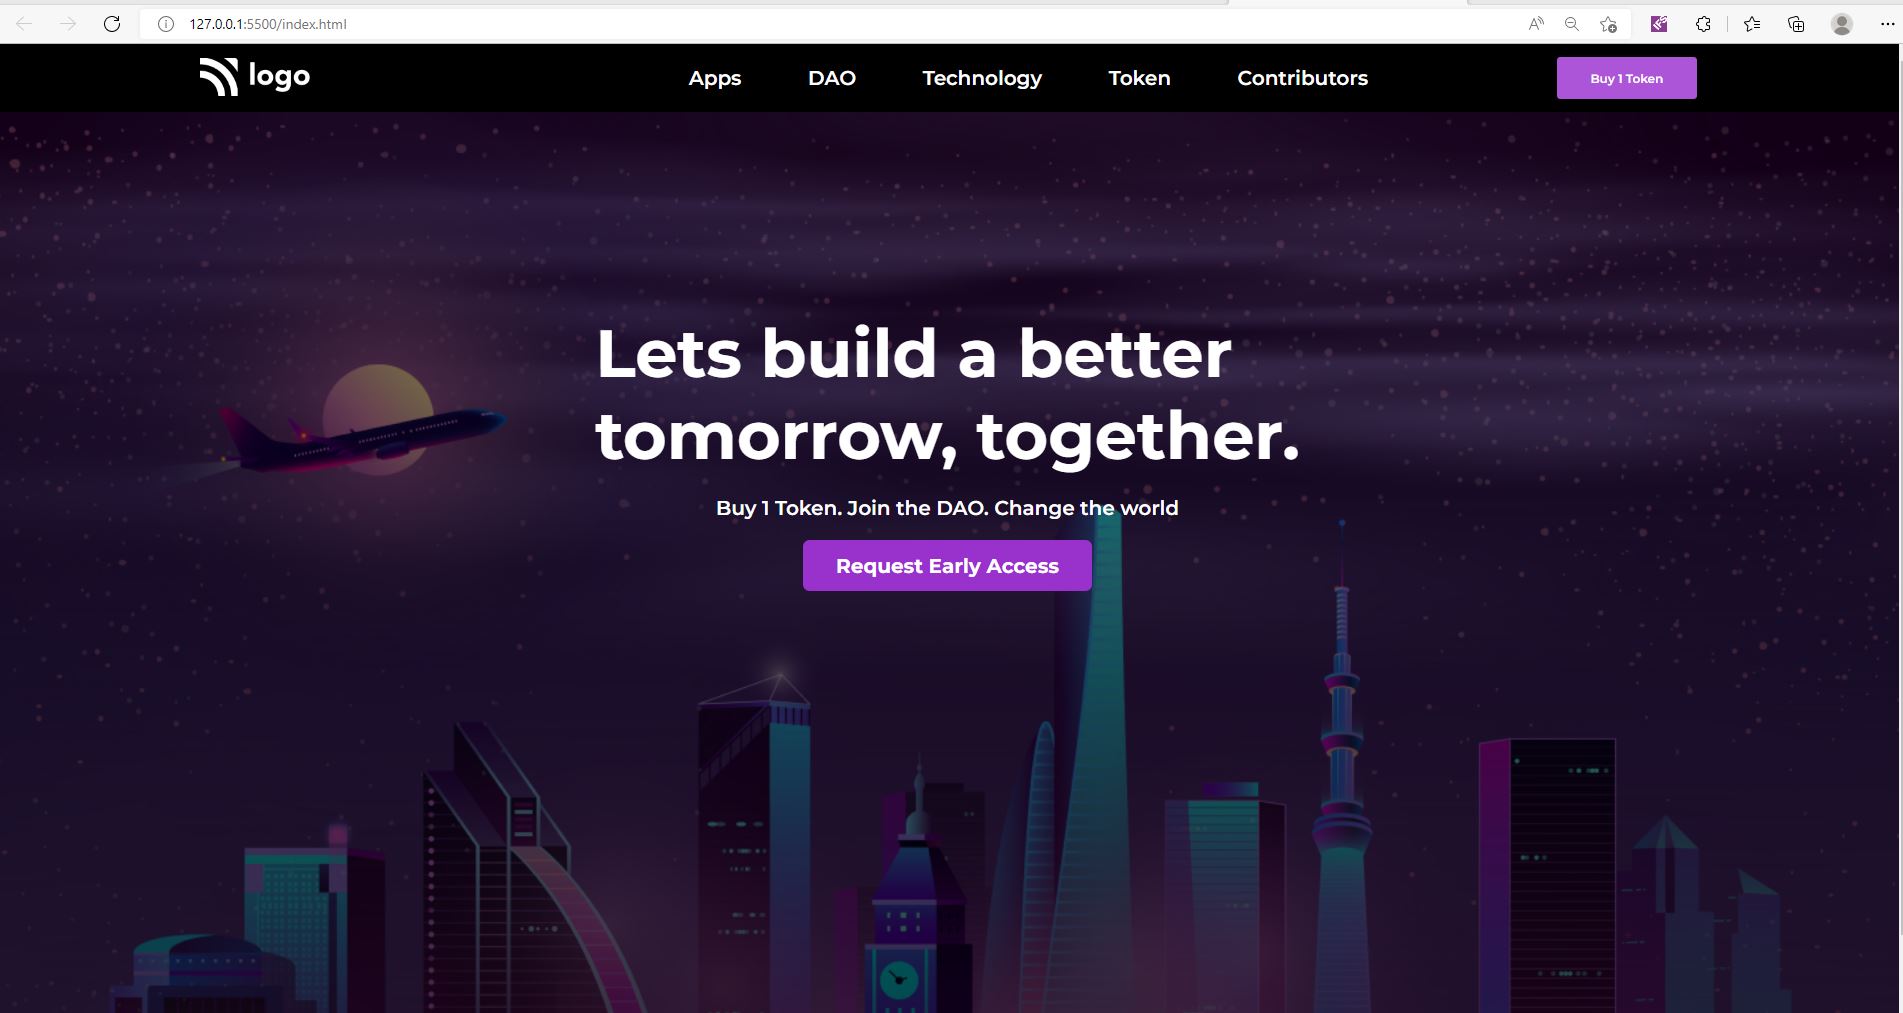 127.0.0.1:5500/index.html
logo
Apps DAO Technology Token Contributors
Buy 1 Token
Lets build a better
tomorrow, together.
Buy 1 Token. Join the DAO. Change the world
Request Early Access